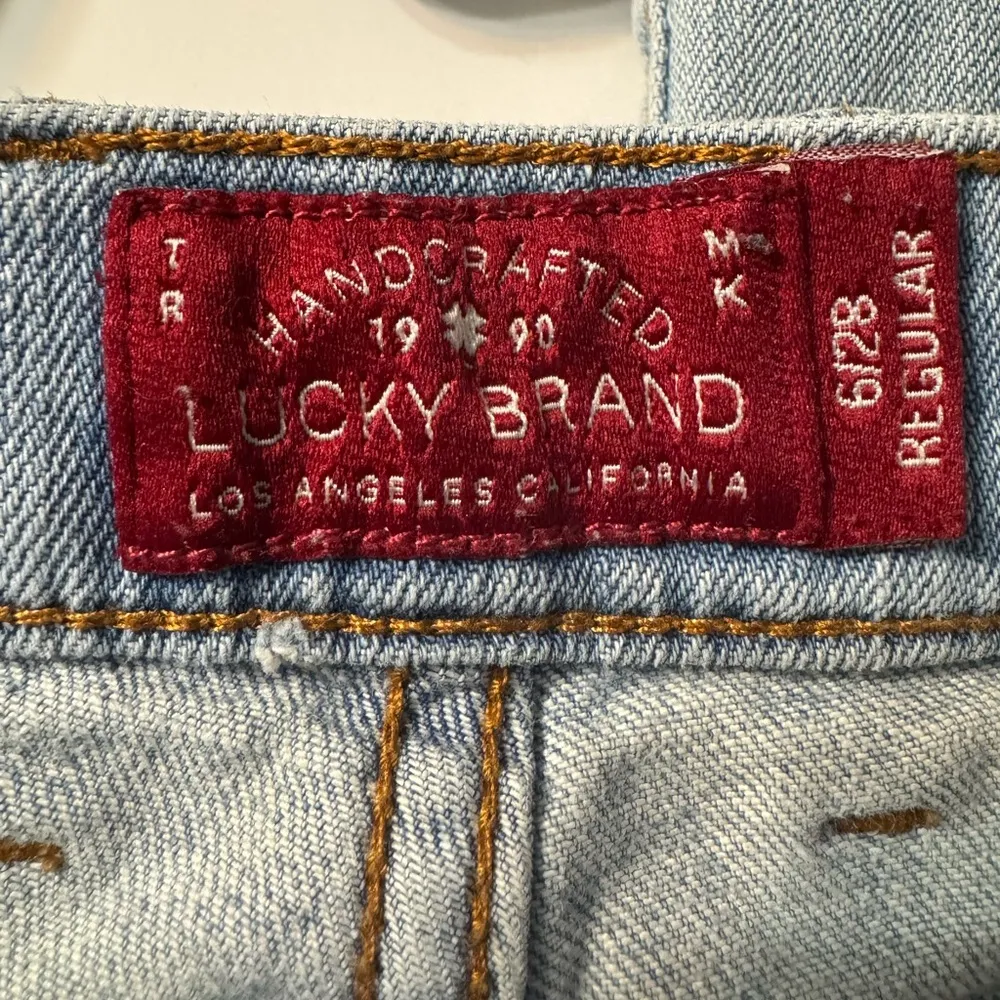 TR
HANDCRAFTED
MK
19 90
LUCKY BRAND
LOS ANGELES CALIFORNIA
6/28
REGULAR